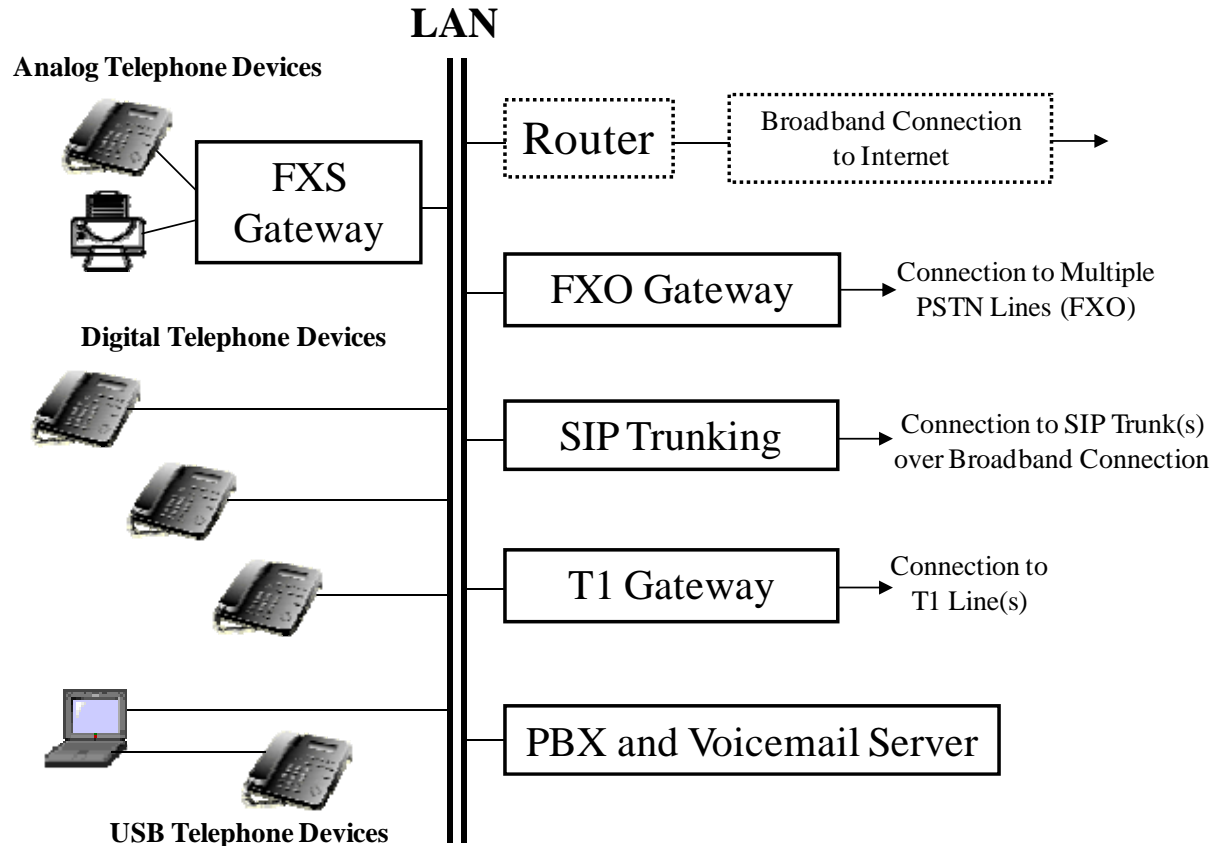 LAN
Analog Telephone Devices
FXS
Gateway
Router
Broadband Connection
to Internet
FXO Gateway
Connection to Multiple
PSTN Lines (FXO)
Digital Telephone Devices
SIP Trunking
Connection to SIP Trunk(s)
over Broadband Connection
T1 Gateway
Connection to
T1 Line(s)
PBX and Voicemail Server
USB Telephone Devices